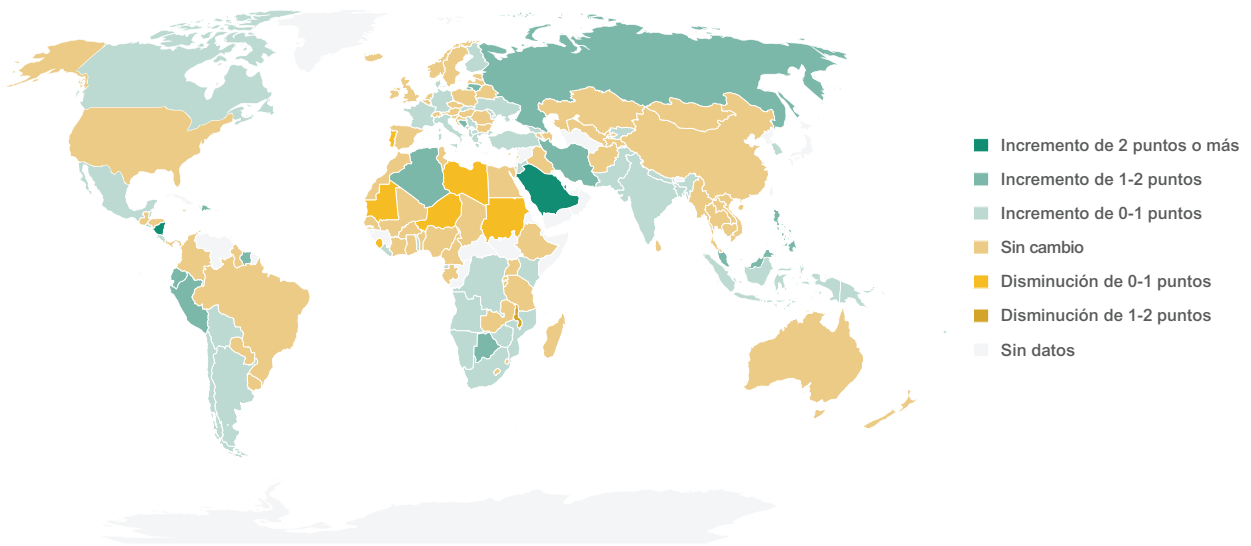 Incremento de 2 puntos o más
Incremento de 1-2 puntos
Incremento de 0-1 puntos
Sin cambio
Disminución de 0-1 puntos
Disminución de 1-2 puntos
Sin datos